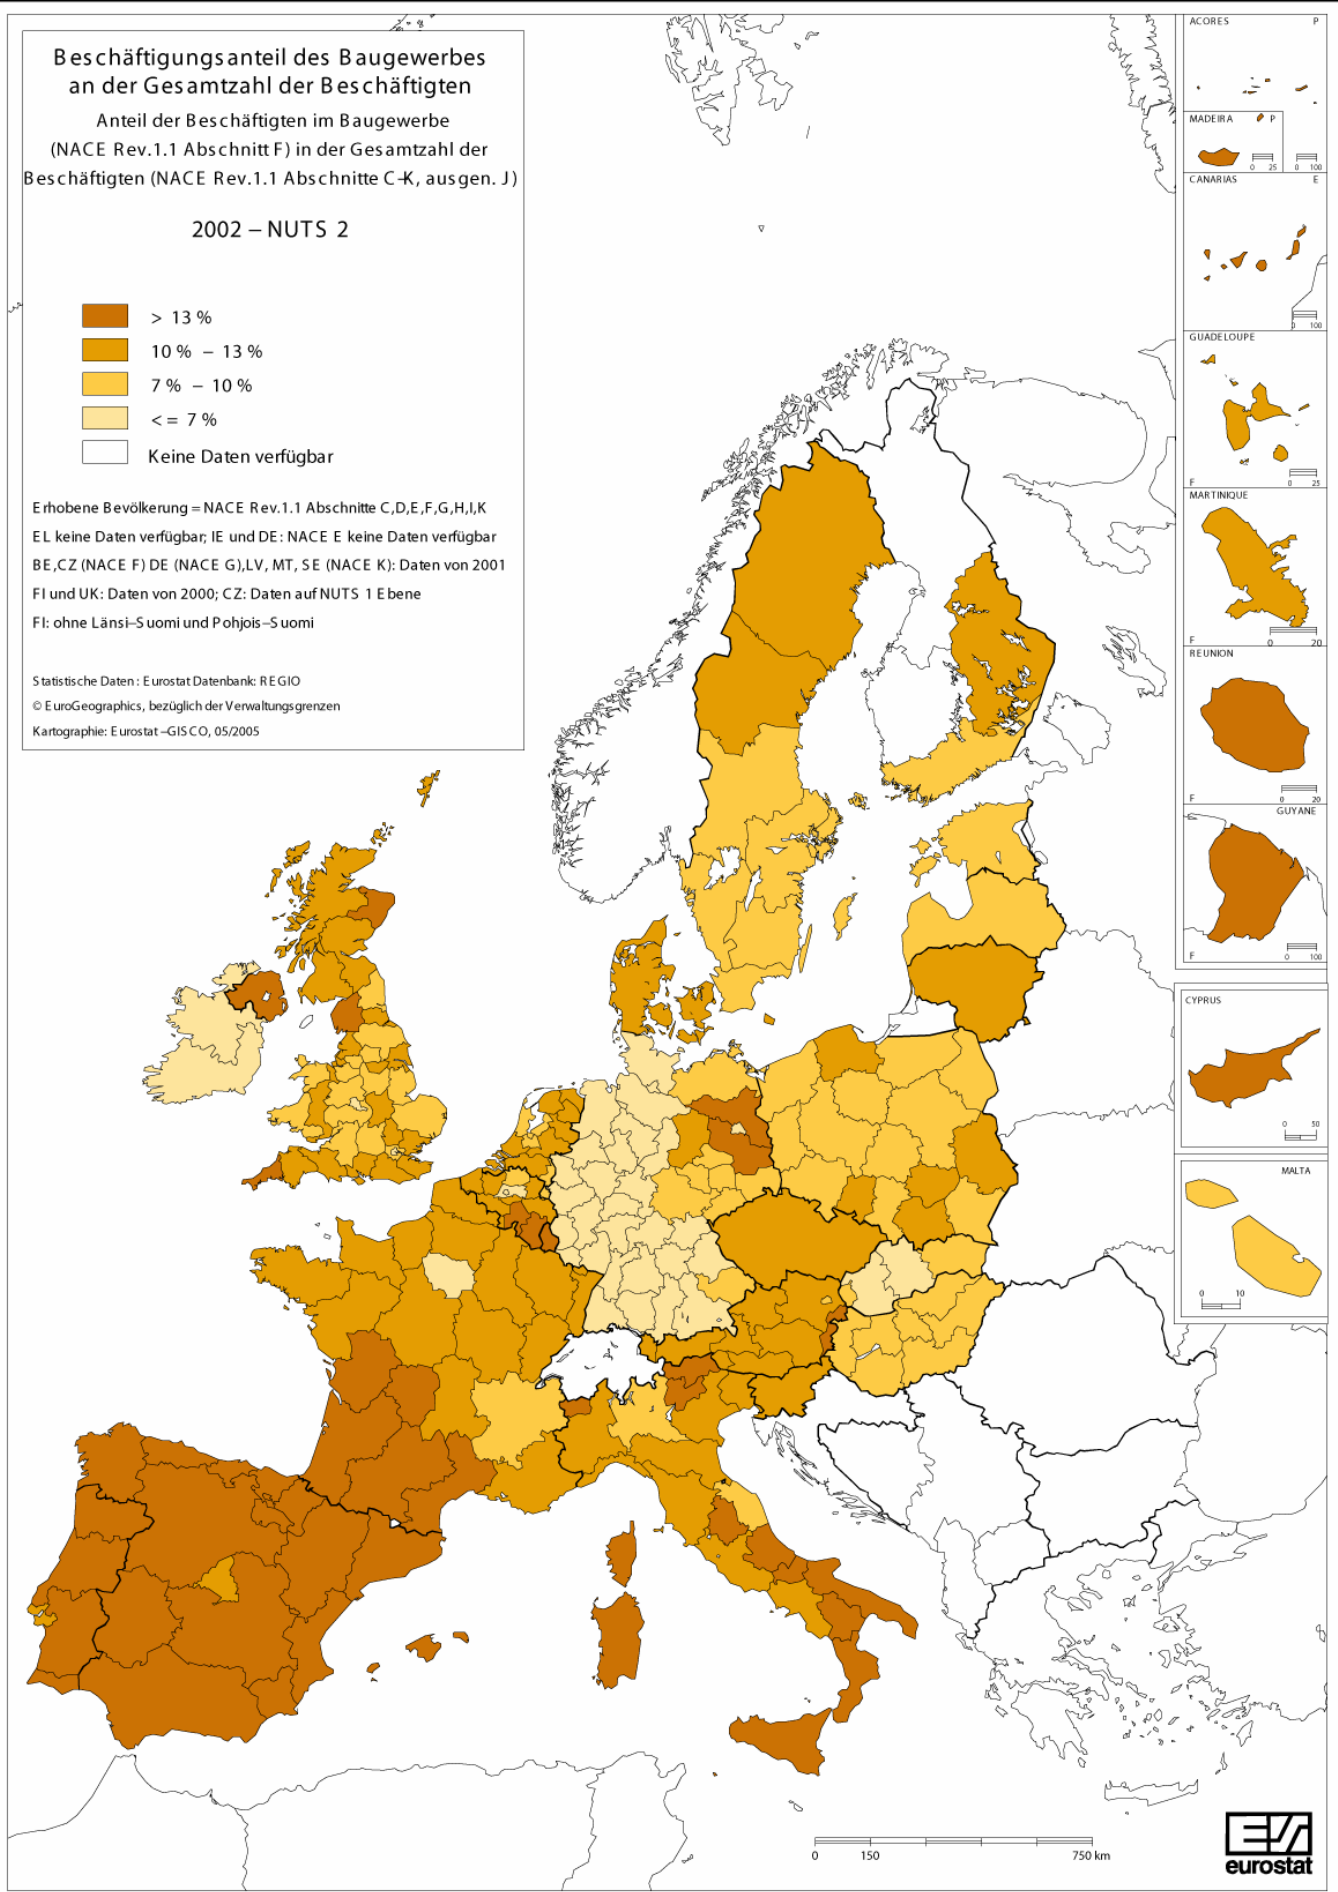 Beschäftigungsanteil des Baugewerbes
an der Gesamtzahl der Beschäftigten
Anteil der Beschäftigten im Baugewerbe
(NACE Rev.1.1 Abschnitt F) in der Gesamtzahl der
Beschäftigten (NACE Rev.1.1 Abschnitte C-K, ausgen. J)
2002 – NUTS 2
> 13 %
10 % – 13 %
7 % – 10 %
<= 7 %
Keine Daten verfügbar
Erhobene Bevölkerung = NACE Rev.1.1 Abschnitte C,D,E,F,G,H,I,K
EL keine Daten verfügbar; IE und DE: NACE E keine Daten verfügbar
BE,CZ (NACE F) DE (NACE G),LV, MT, SE (NACE K): Daten von 2001
FI und UK: Daten von 2000; CZ: Daten auf NUTS 1 Ebene
FI: ohne Länsi–Suomi und Pohjois–Suomi
Statistische Daten: Eurostat Datenbank: REGIO
© EuroGeographics, bezüglich der Verwaltungsgrenzen
Kartographie: Eurostat –GISCO, 05/2005
ACORES P
MADEIRA P
0 25 0 100
CANARIAS E
0 100
GUADELOUPE
F 0 25
MARTINIQUE
F 0 20
REUNION
F 0 20
GUYANE
F 0 100
CYPRUS
0 50
MALTA
0 10
0 150 750 km
eurostat